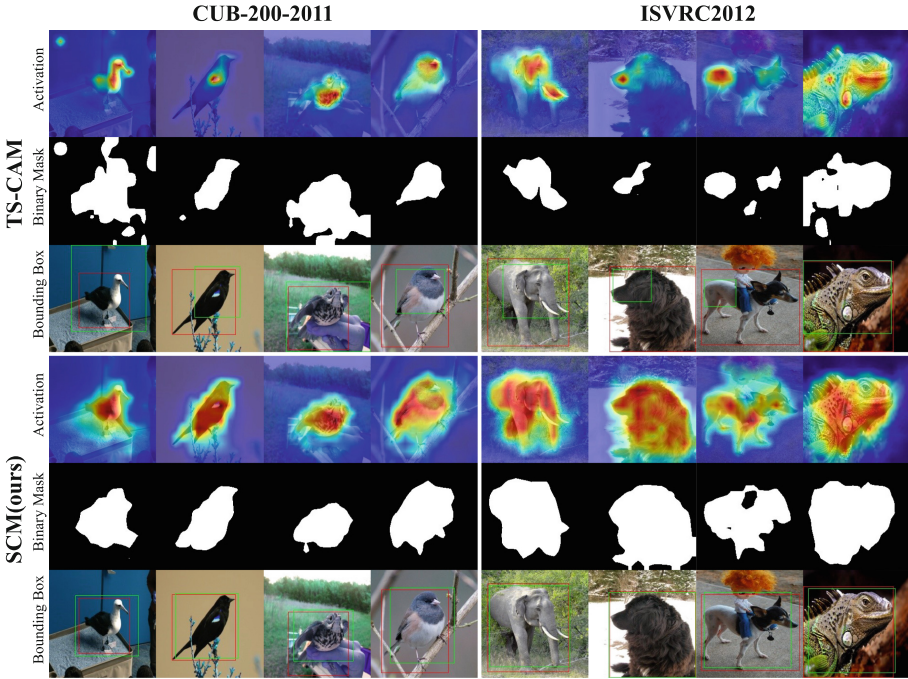 CUB-200-2011
ISVRC2012
TS-CAM
Activation
Binary Mask
Bounding Box
SCM(ours)
Activation
Binary Mask
Bounding Box